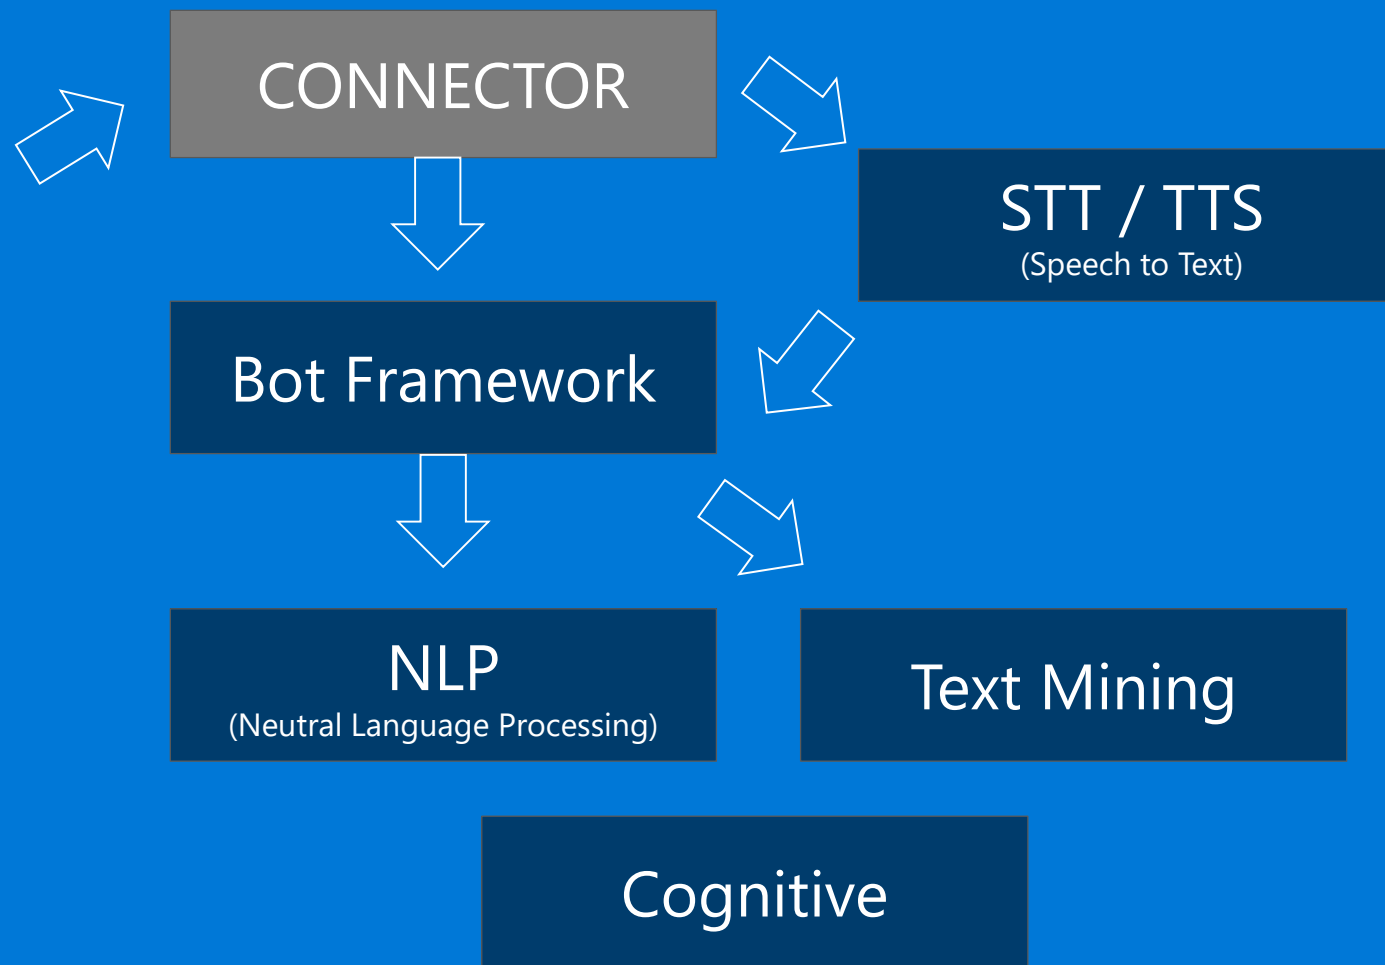 CONNECTOR
STT / TTS
(Speech to Text)
Bot Framework
NLP
(Neutral Language Processing)
Text Mining
Cognitive